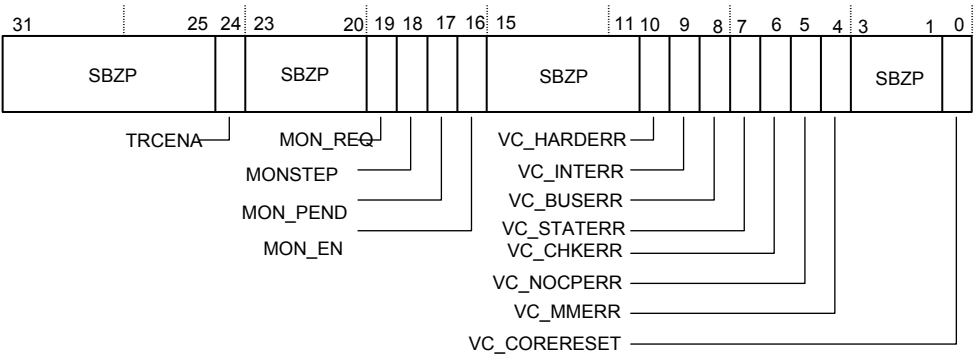 31 25 24 23 20 19 18 17 16 15 11 10 9 8 7 6 5 4 3 1 0
SBZP SBZP SBZP SBZP
TRCENA MON_REQ VC_HARDERR
MONSTEP VC_INTERR
VC_BUSERR
MON_PEND VC_STATERR
MON_EN VC_CHKERR
VC_NOCPERR
VC_MMERR
VC_CORERESET